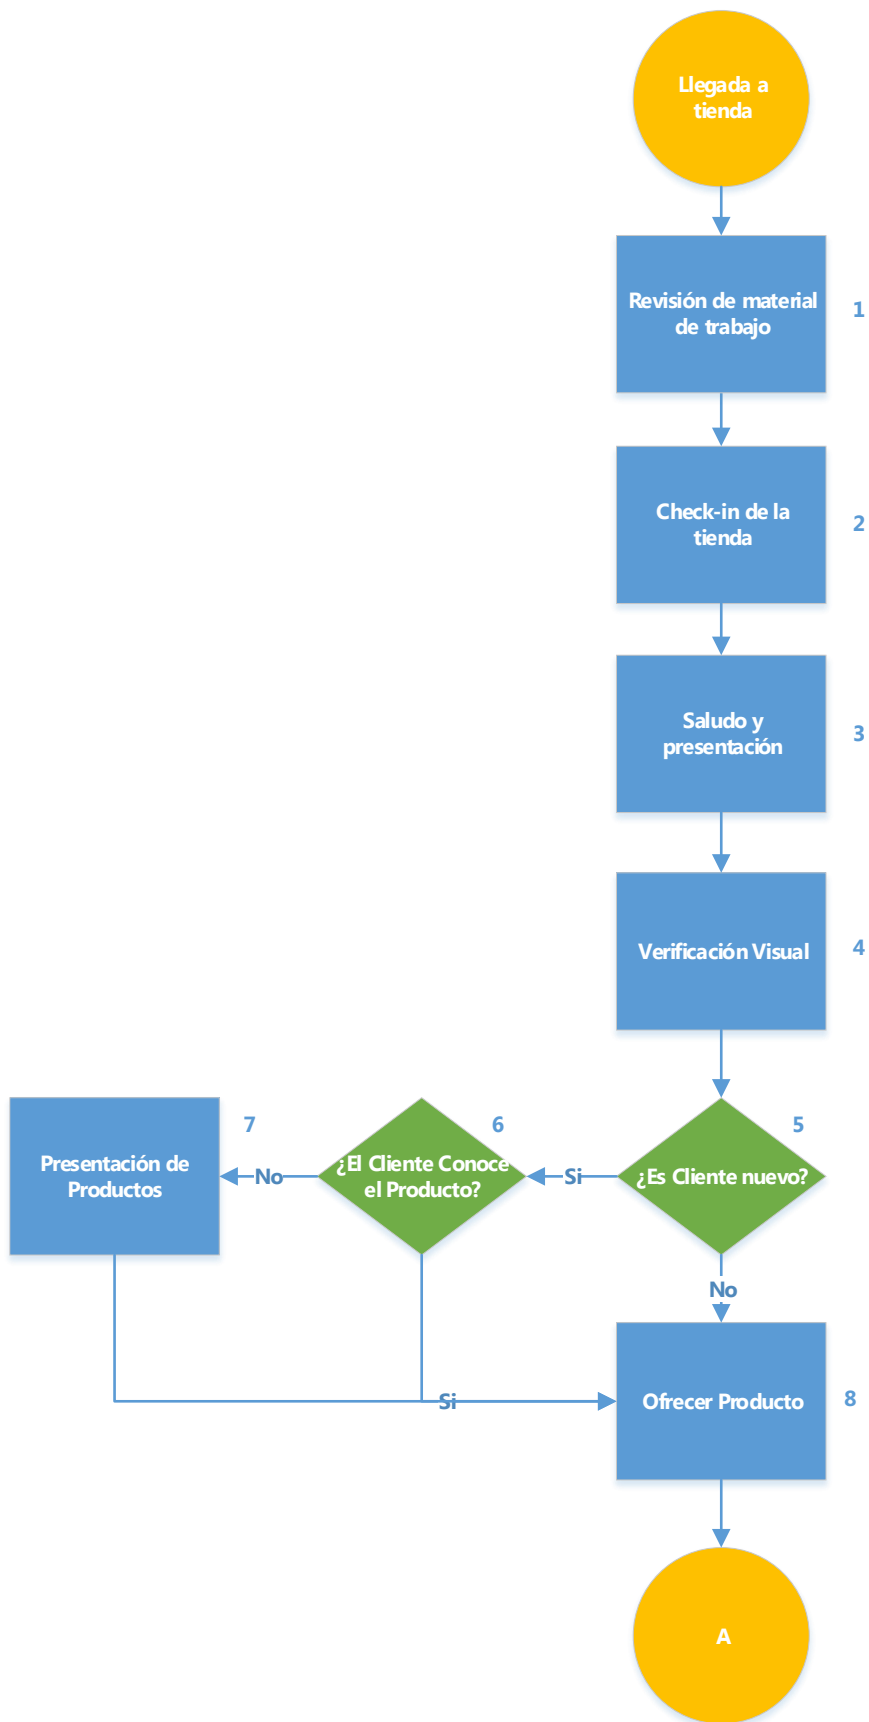 Llegada a
tienda
Revisión de material
de trabajo
1
Check-in de la
tienda
2
Saludo y
presentación
3
Verificación Visual
4
5
¿Es Cliente nuevo?
Si
6
¿El Cliente Conoce
el Producto?
No
7
Presentación de
Productos
No
Si
Ofrecer Producto
8
A